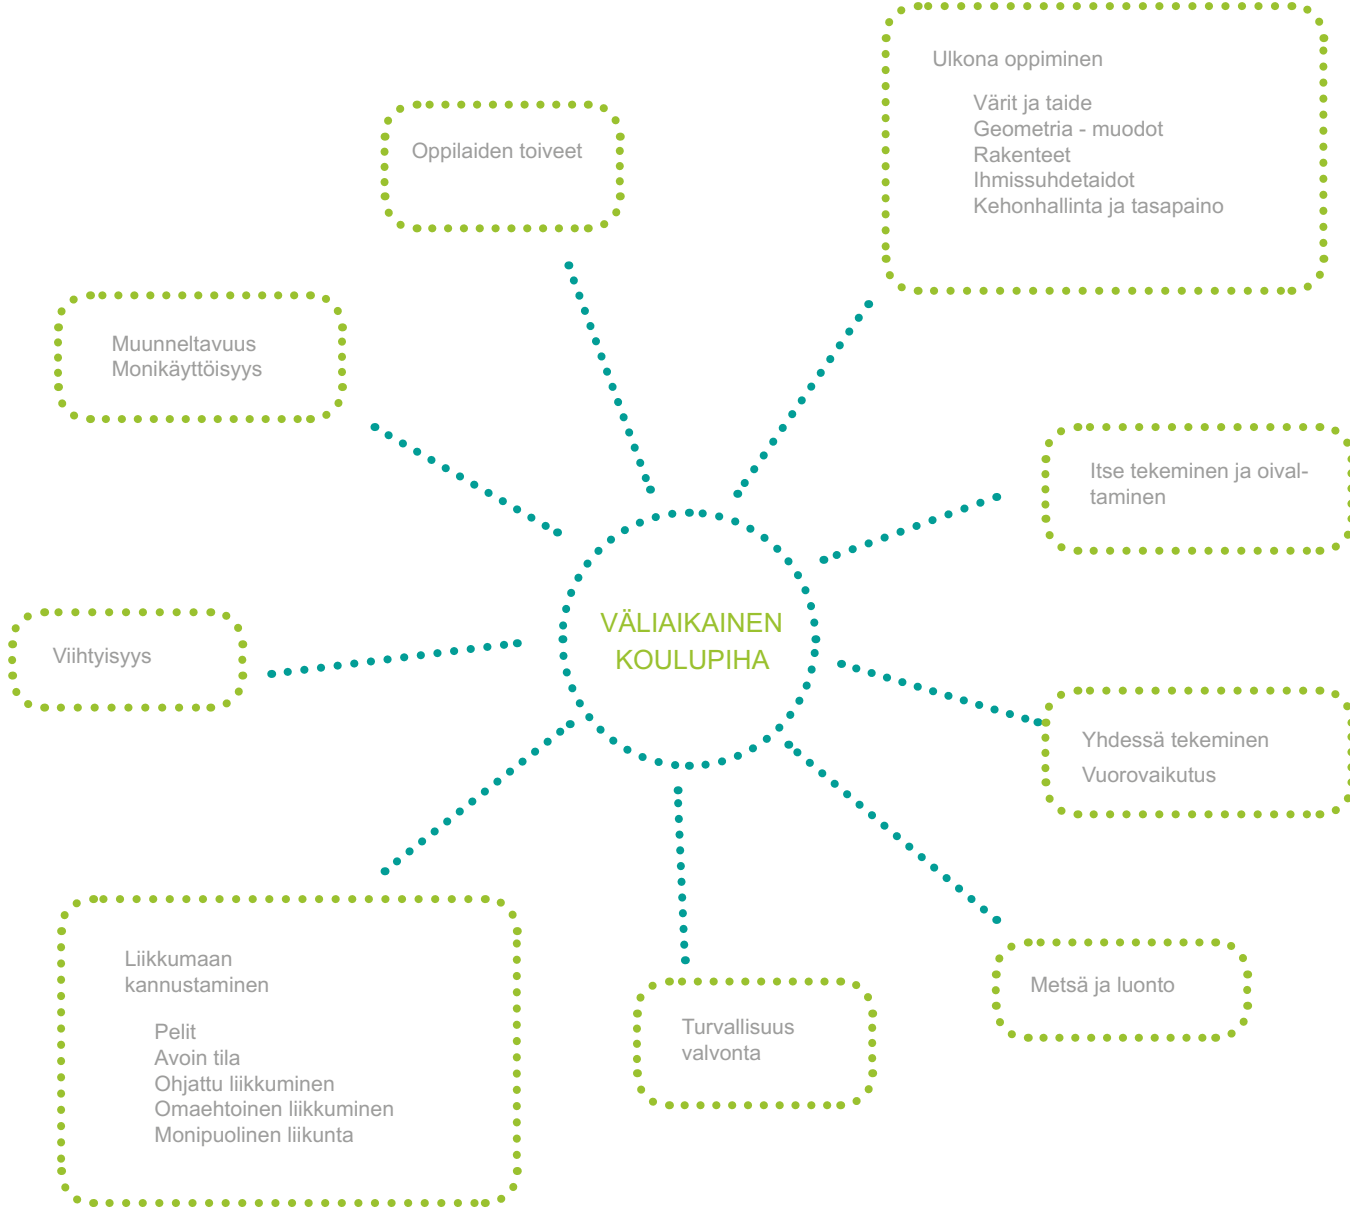 Ulkona oppiminen
Värit ja taide
Geometria - muodot
Rakenteet
Ihmissuhdetaidot
Kehonhallinta ja tasapaino
Oppilaiden toiveet
Muunneltavuus
Monikäyttöisyys
Itse tekeminen ja oival-
taminen
VÄLIAIKAINEN
KOULUPIHA
Viihtyisyys
Yhdessä tekeminen
Vuorovaikutus
Liikkumaan
kannustaminen
Pelit
Avoin tila
Ohjattu liikkuminen
Omaehtoinen liikkuminen
Monipuolinen liikunta
Turvallisuus
valvonta
Metsä ja luonto